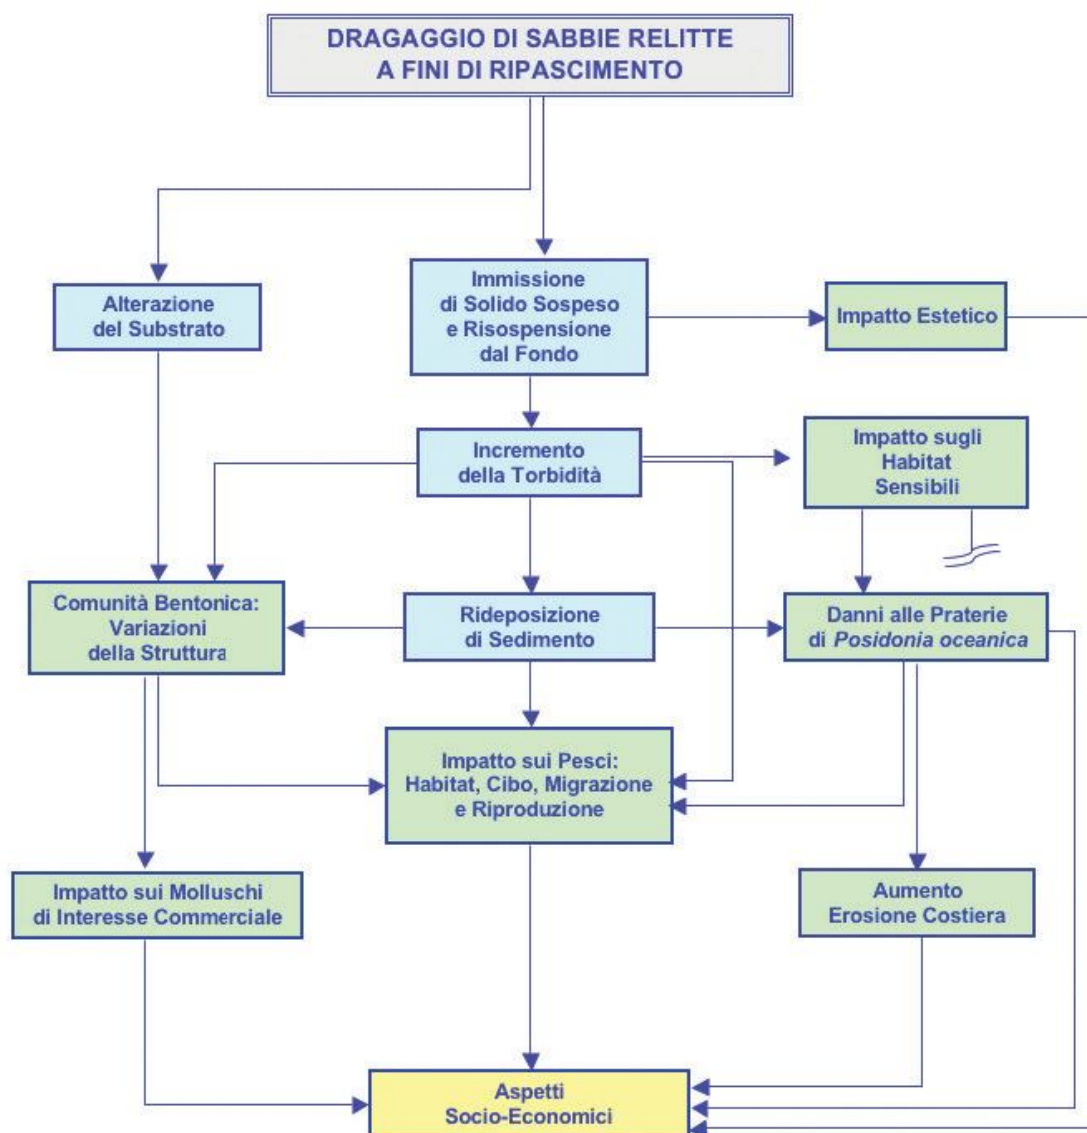 DRAGAGGIO DI SABBIE RELITTE
A FINI DI RIPASCIMENTO
Alterazione
del Substrato
Immissione
di Solido Sospeso
e Risospensione
dal Fondo
Impatto Estetico
Incremento
della Torbidità
Impatto sugli
Habitat
Sensibili
Comunità Bentonica:
Variazioni
della Struttura
Rideposizione
di Sedimento
Danni alle Praterie
di Posidonia oceanica
Impatto sui Pesci:
Habitat, Cibo, Migrazione
e Riproduzione
Impatto sui Molluschi
di Interesse Commerciale
Aumento
Erosione Costiera
Aspetti
Socio-Economici